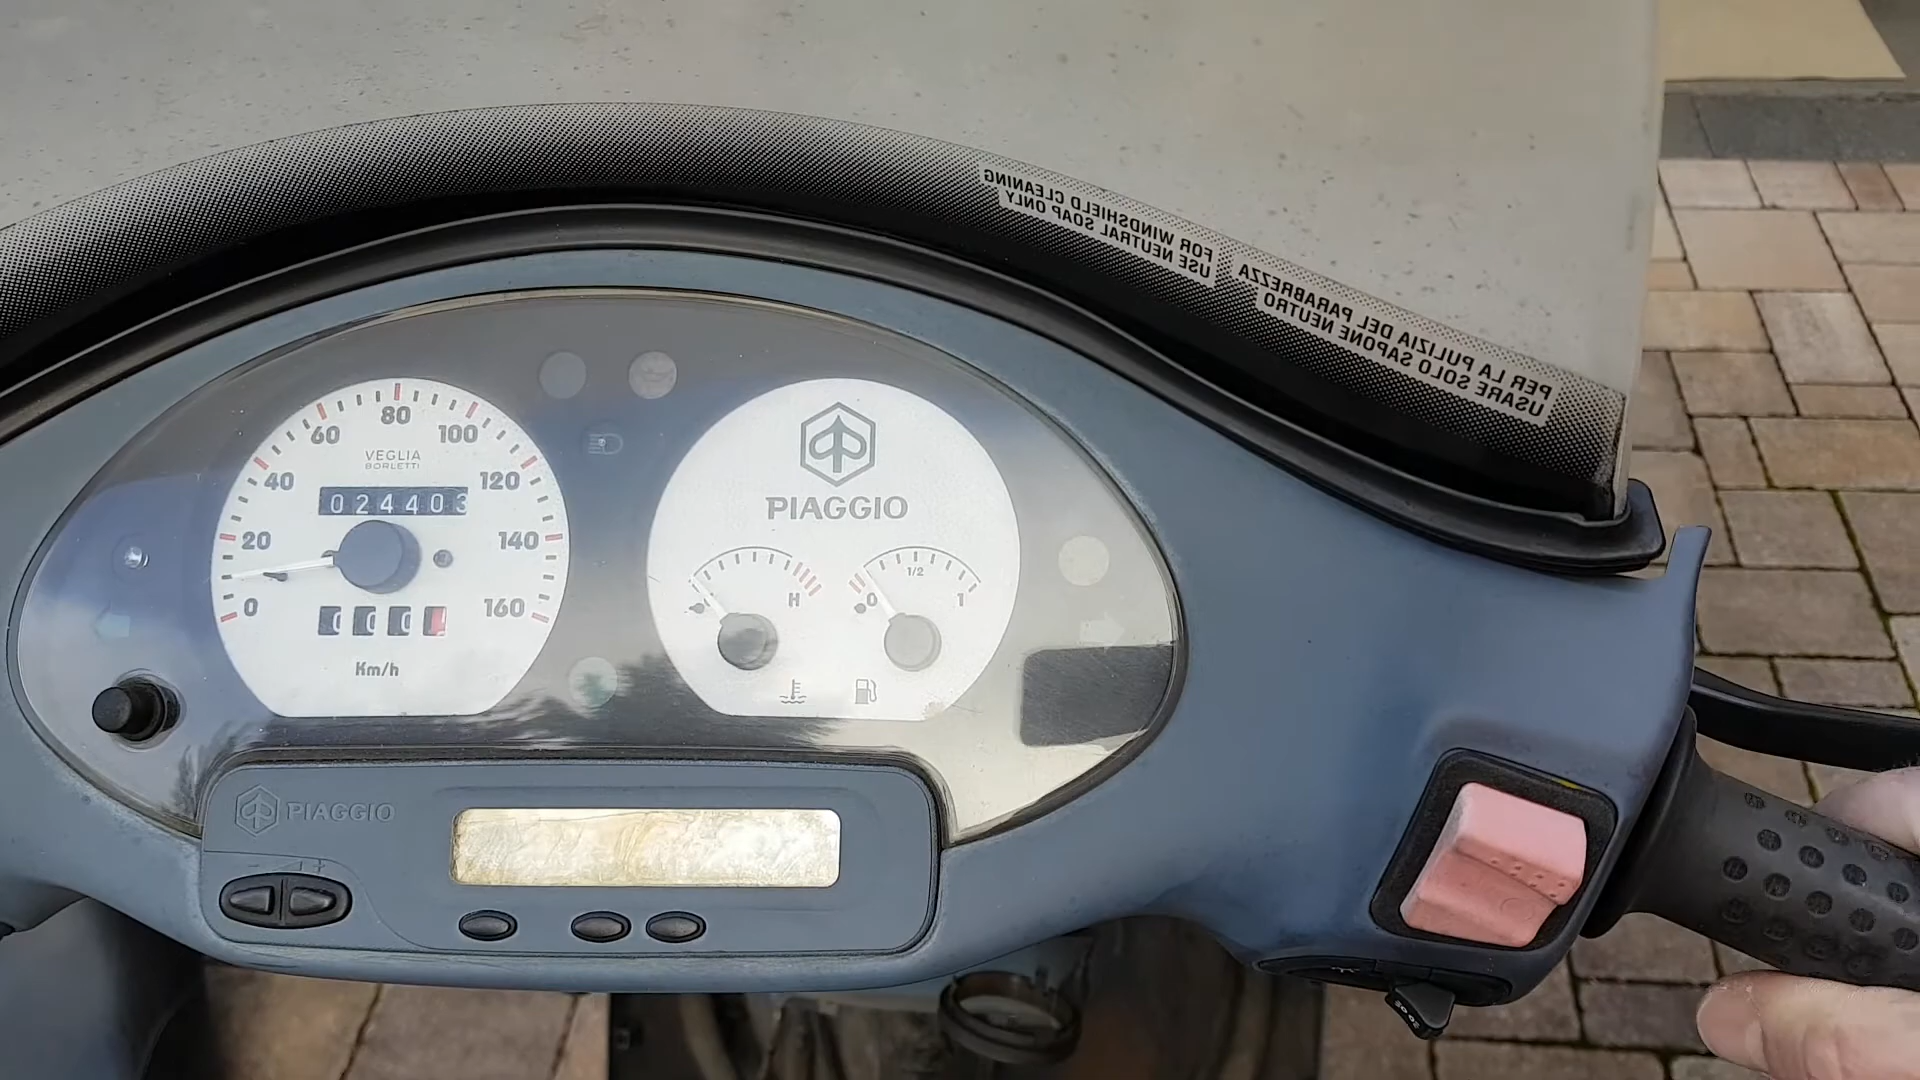 FOR WINDSHIELD CLEANING
USE NEUTRAL SOAP ONLY
PER LA PULIZIA DEL PARABREZZA
USARE SOLO SAPONE NEUTRO
0
20
40
60
80
100
120
140
160
VEGLIA
BORLETTI
024403
000
Km/h
PIAGGIO
H
0
1/2
1
PIAGGIO
- +